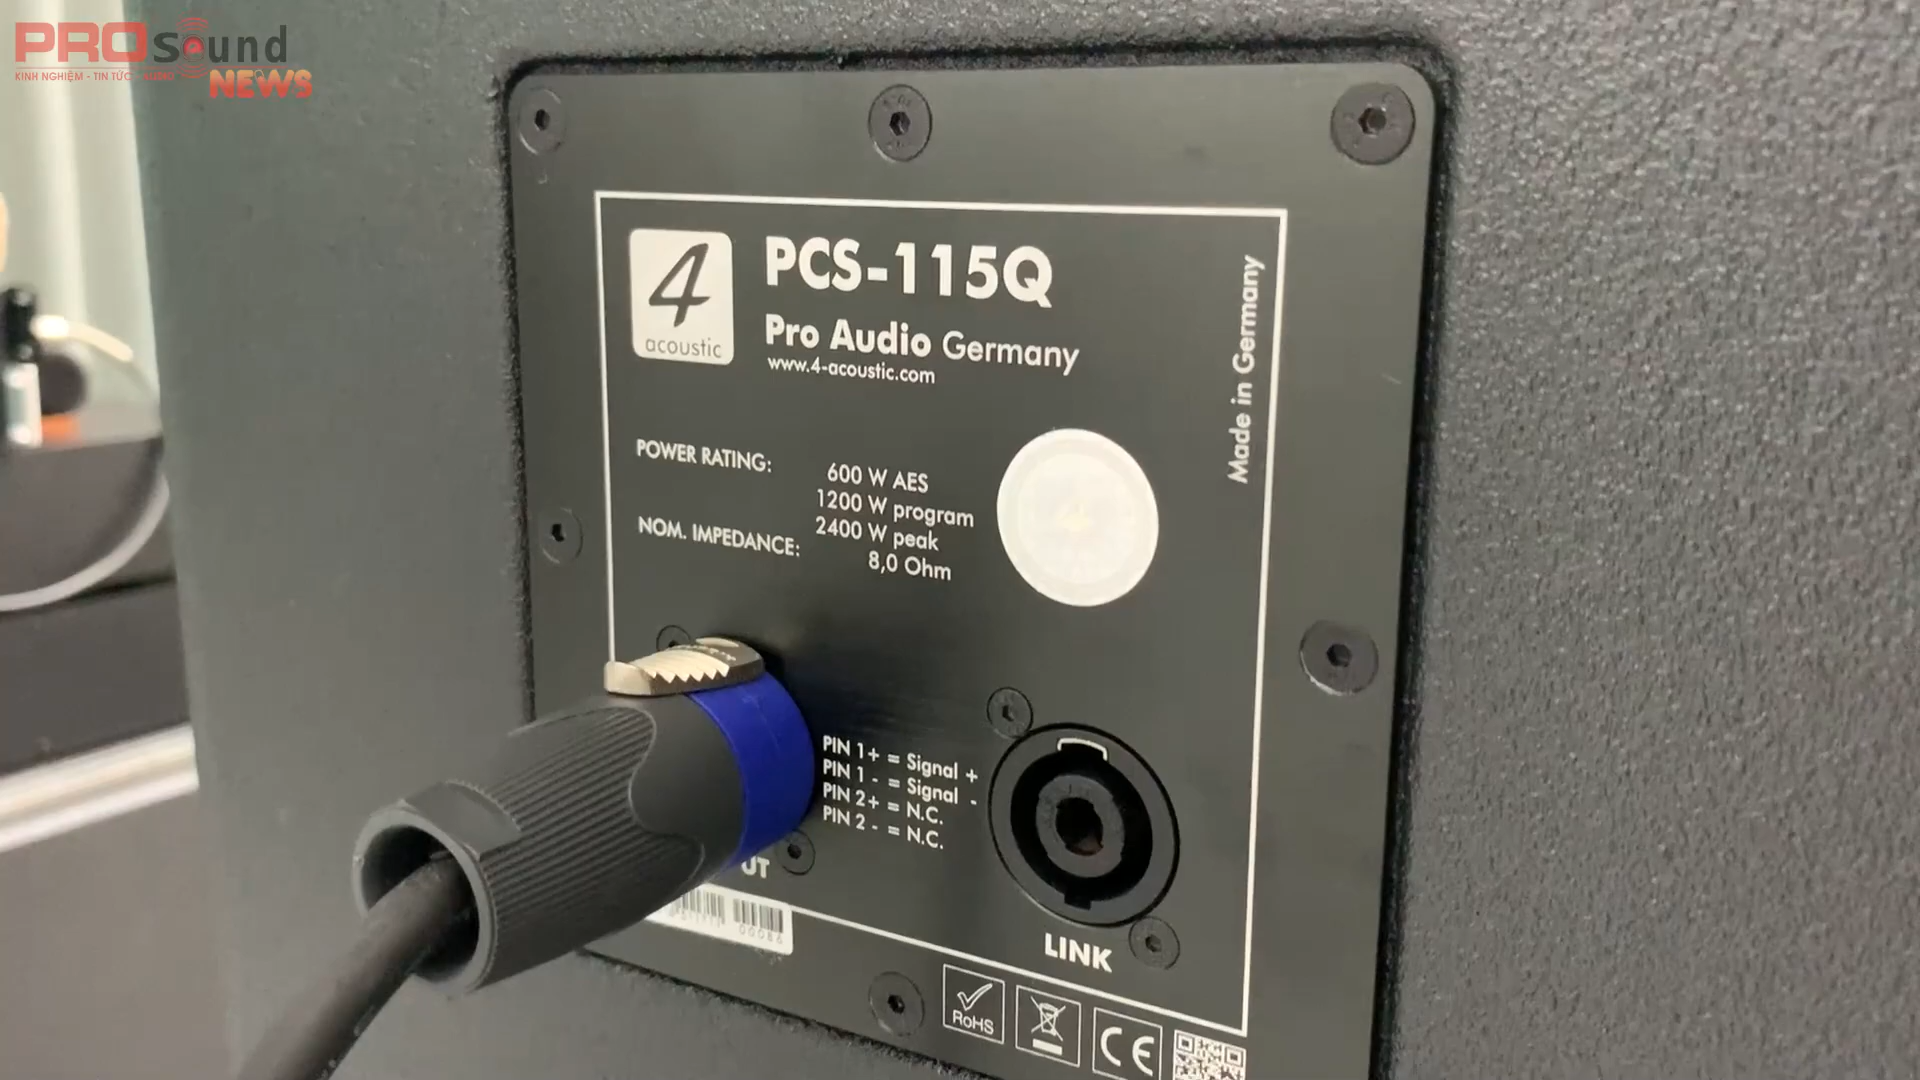 PROSound
KINH NGHIỆM - TIN TỨC - AUDIO
NEWS
4
acoustic
PCS-115Q
Pro Audio Germany
www.4-acoustic.com
Made in Germany
POWER RATING:
600 W AES
1200 W program
2400 W peak
NOM. IMPEDANCE:
8,0 Ohm
PIN 1+ = Signal +
PIN 1 - = Signal -
PIN 2+ = N.C.
PIN 2 - = N.C.
UT
00086
LINK
RoHS
CE